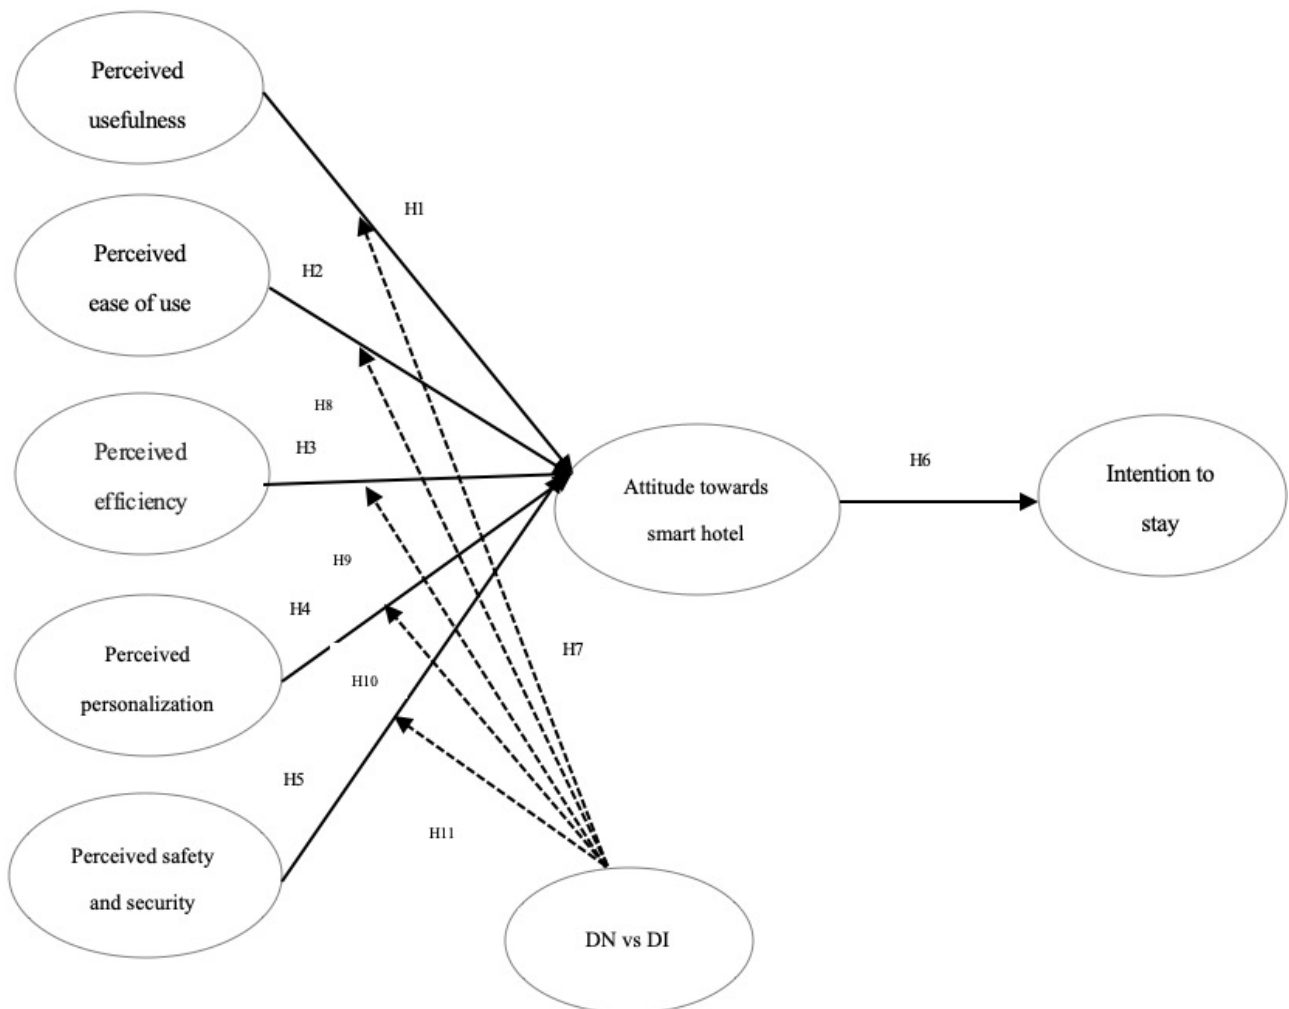 Perceived
usefulness
H1
Perceived
ease of use
H2
H8
Perceived
efficiency
H3
Attitude towards
smart hotel
H6
Intention to
stay
H9
H4
Perceived
personalization
H7
H10
H5
Perceived safety
and security
H11
DN vs DI